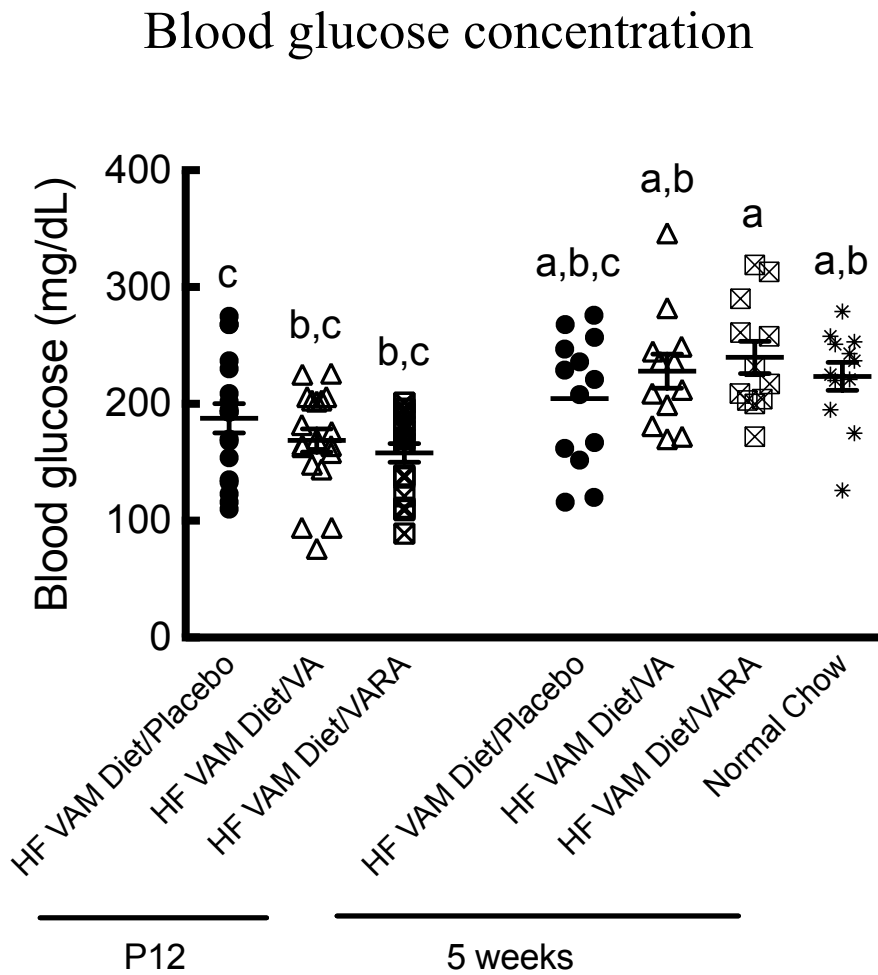 Blood glucose concentration
Blood glucose (mg/dL)
400
300
200
100
0
c
b,c
b,c
a,b,c
a,b
a
a,b
HF VAM Diet/Placebo
HF VAM Diet/VA
HF VAM Diet/VARA
HF VAM Diet/Placebo
HF VAM Diet/VA
HF VAM Diet/VARA
Normal Chow
P12
5 weeks